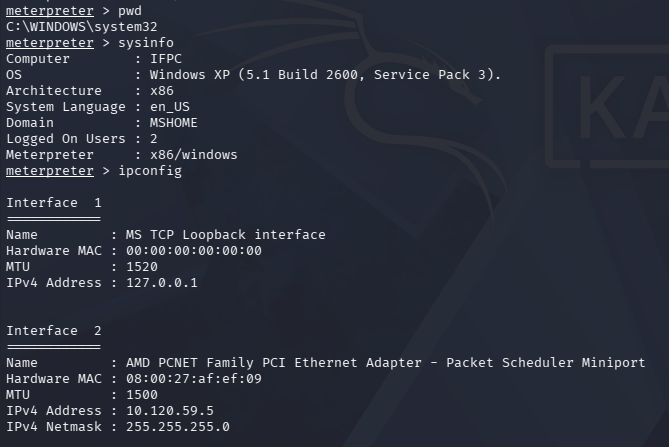 meterpreter > pwd
C:\WINDOWS\system32
meterpreter > sysinfo
Computer        : IFPC
OS              : Windows XP (5.1 Build 2600, Service Pack 3).
Architecture    : x86
System Language : en_US
Domain          : MSHOME
Logged On Users : 2
Meterpreter     : x86/windows
meterpreter > ipconfig
Interface  1
============
Name         : MS TCP Loopback interface
Hardware MAC : 00:00:00:00:00:00
MTU          : 1520
IPv4 Address : 127.0.0.1
Interface  2
============
Name         : AMD PCNET Family PCI Ethernet Adapter - Packet Scheduler Miniport
Hardware MAC : 08:00:27:af:ef:09
MTU          : 1500
IPv4 Address : 10.120.59.5
IPv4 Netmask : 255.255.255.0
KA